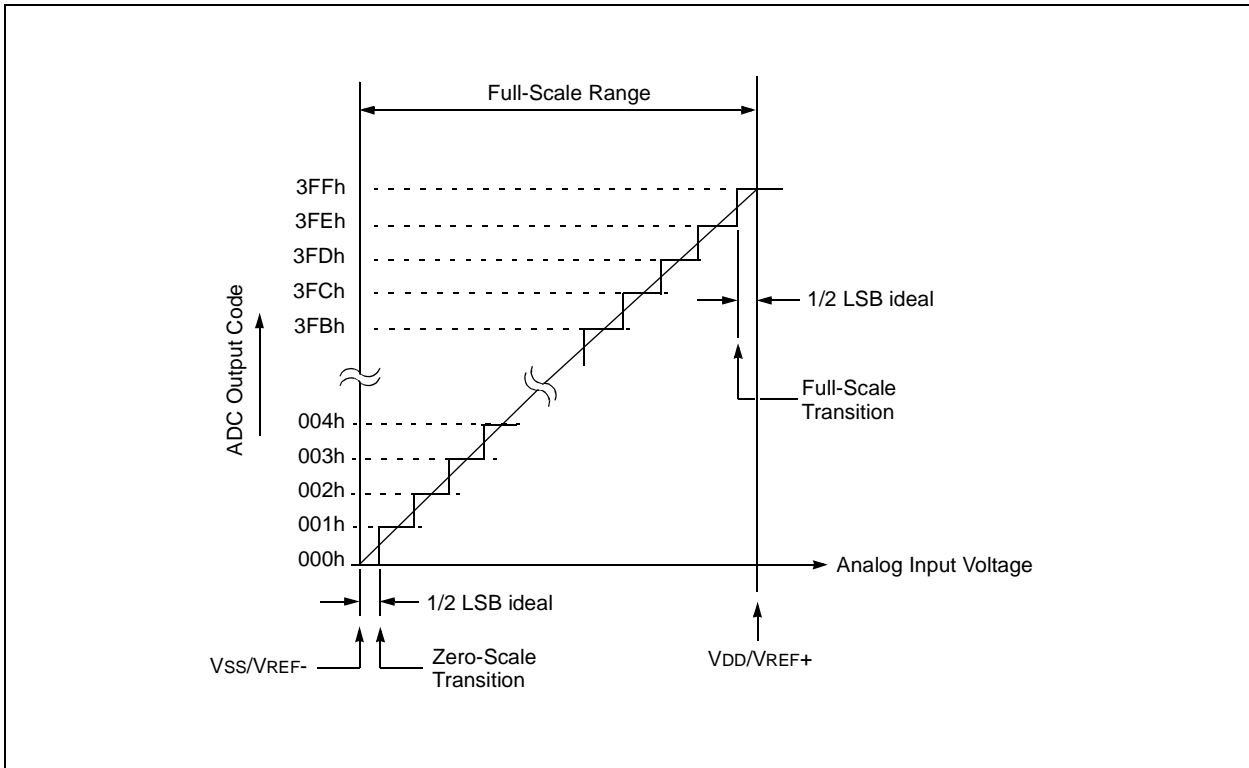 Full-Scale Range
3FFh
3FEh
3FDh
3FCh
3FBh
1/2 LSB ideal
ADC Output Code
Full-Scale
Transition
004h
003h
002h
001h
000h
Analog Input Voltage
1/2 LSB ideal
VSS/VREF-
Zero-Scale
Transition
VDD/VREF+